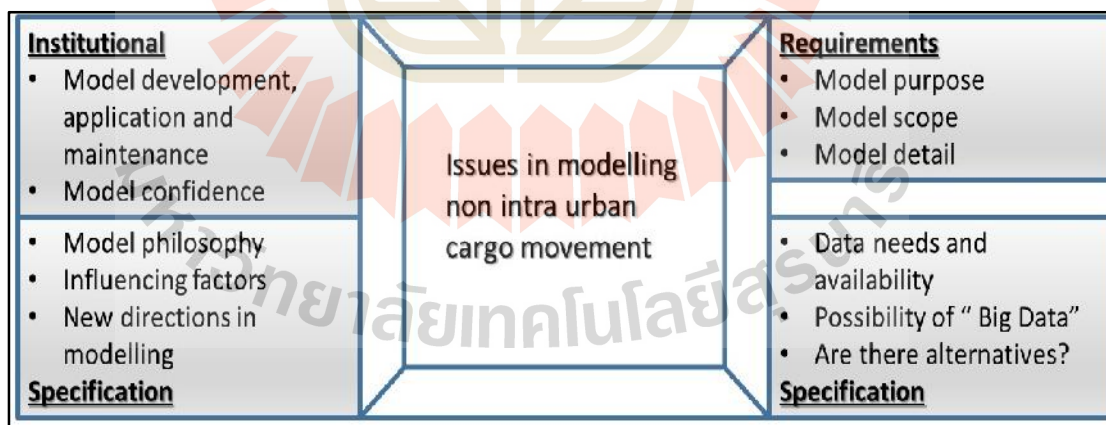 Institutional
• Model development,
application and
maintenance
• Model confidence
• Model philosophy
• Influencing factors
• New directions in
modelling
Specification
Issues in modelling
non intra urban
cargo movement
Requirements
• Model purpose
• Model scope
• Model detail
• Data needs and
availability
• Possibility of “ Big Data”
• Are there alternatives?
Specification
มหาวิทยาลัยเทคโนโลยีสุรนารี